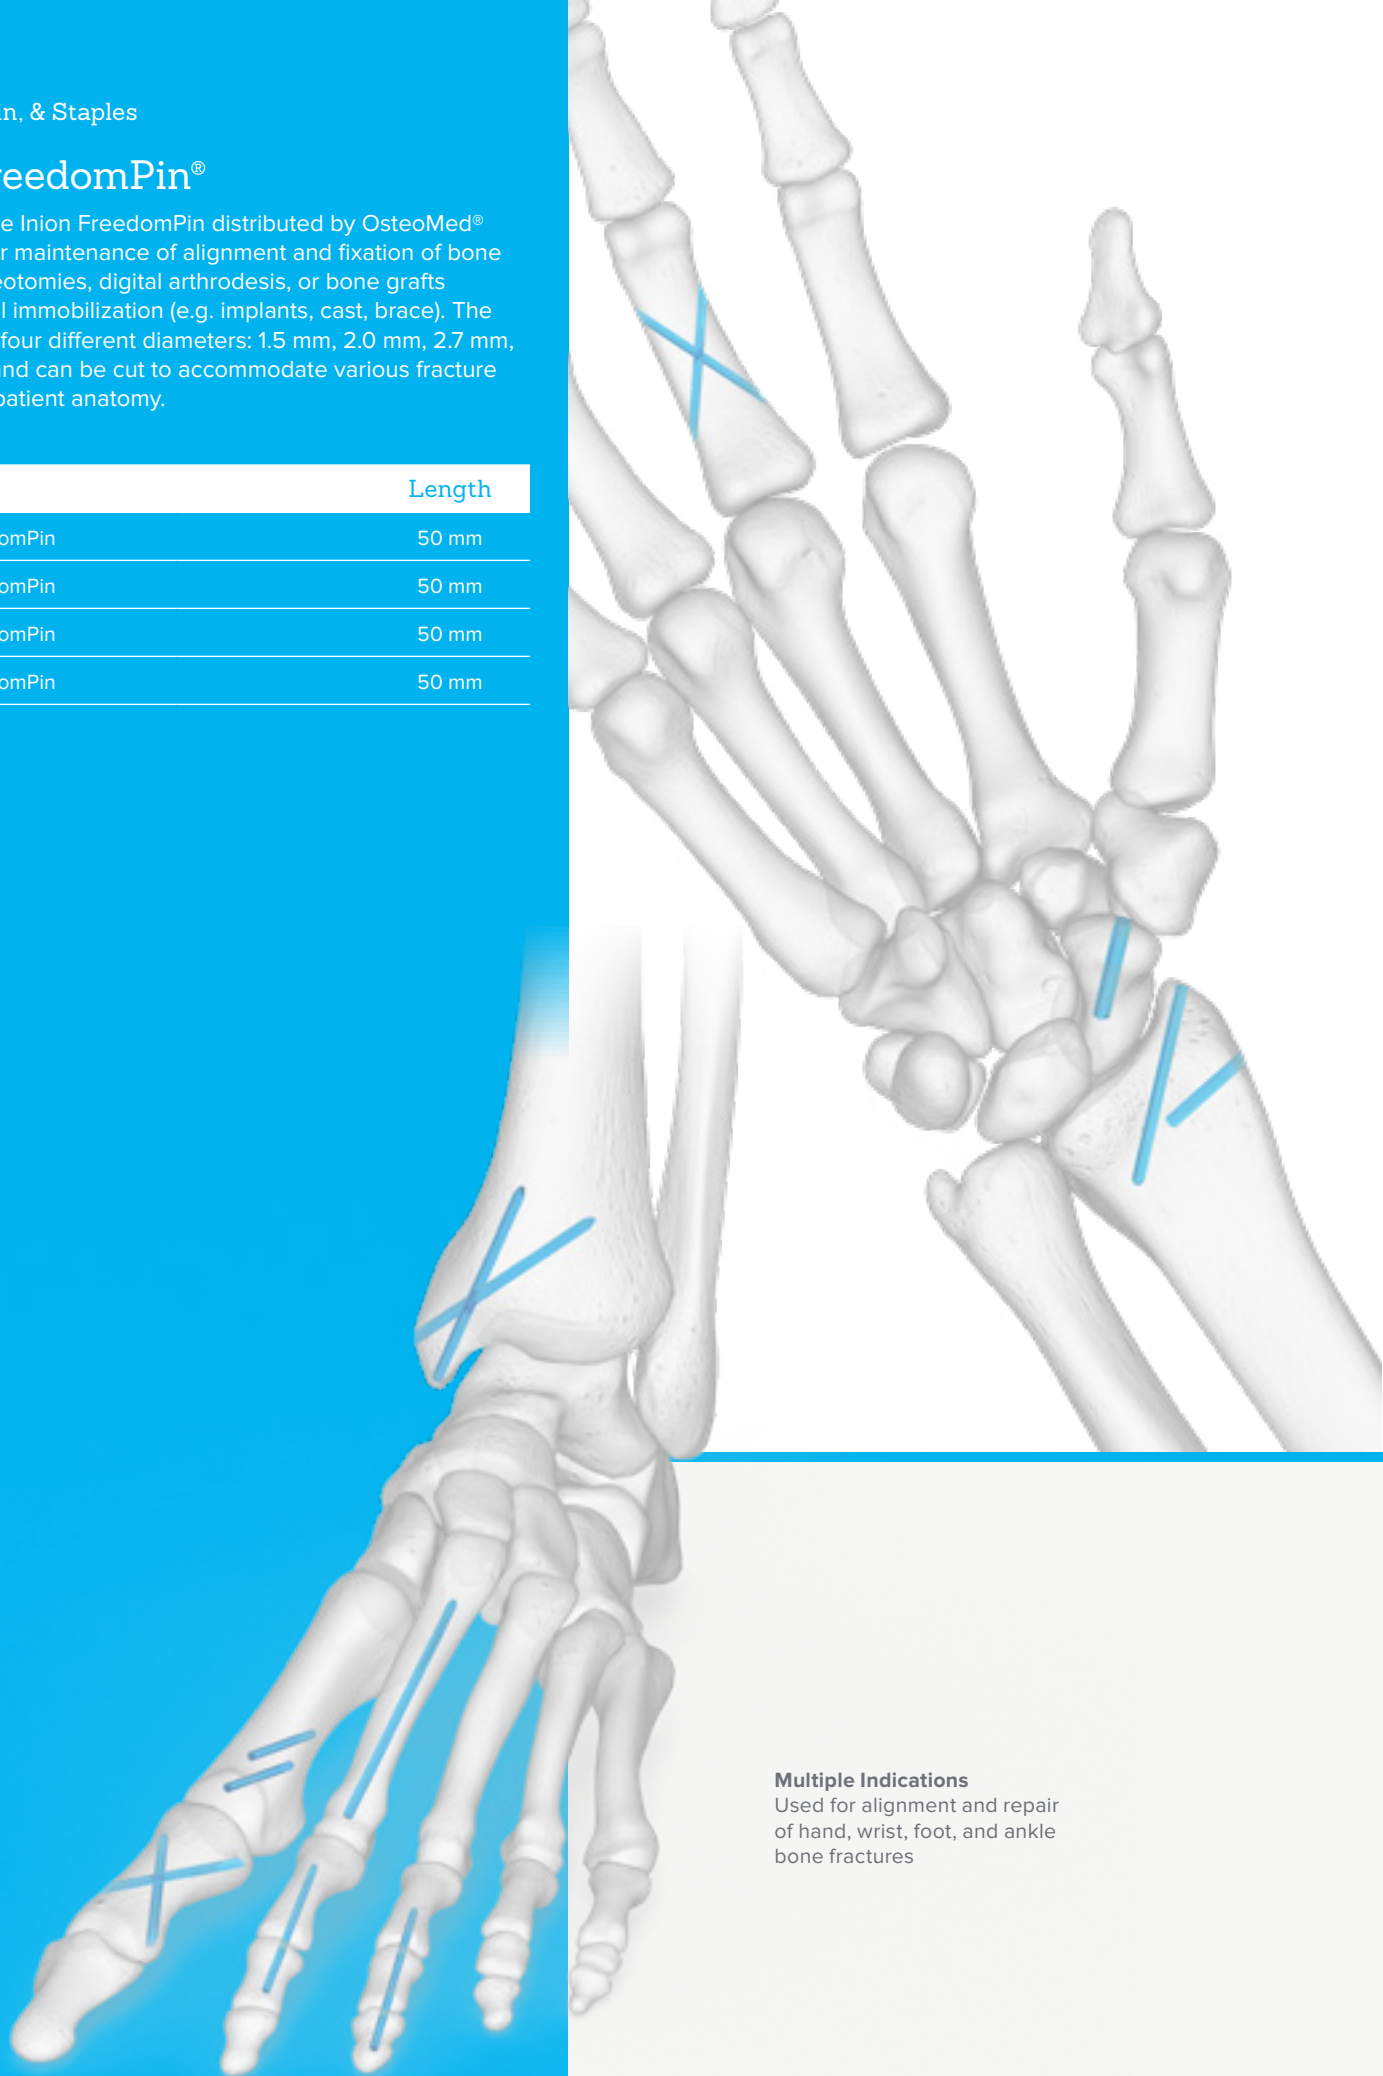 in, & Staples
reedomPin®
e Inion FreedomPin distributed by OsteoMed®
r maintenance of alignment and fixation of bone
eotomies, digital arthrodesis, or bone grafts
l immobilization (e.g. implants, cast, brace). The
four different diameters: 1.5 mm, 2.0 mm, 2.7 mm,
and can be cut to accommodate various fracture
patient anatomy.
Length
omPin 50 mm
omPin 50 mm
omPin 50 mm
omPin 50 mm
Multiple Indications
Used for alignment and repair
of hand, wrist, foot, and ankle
bone fractures